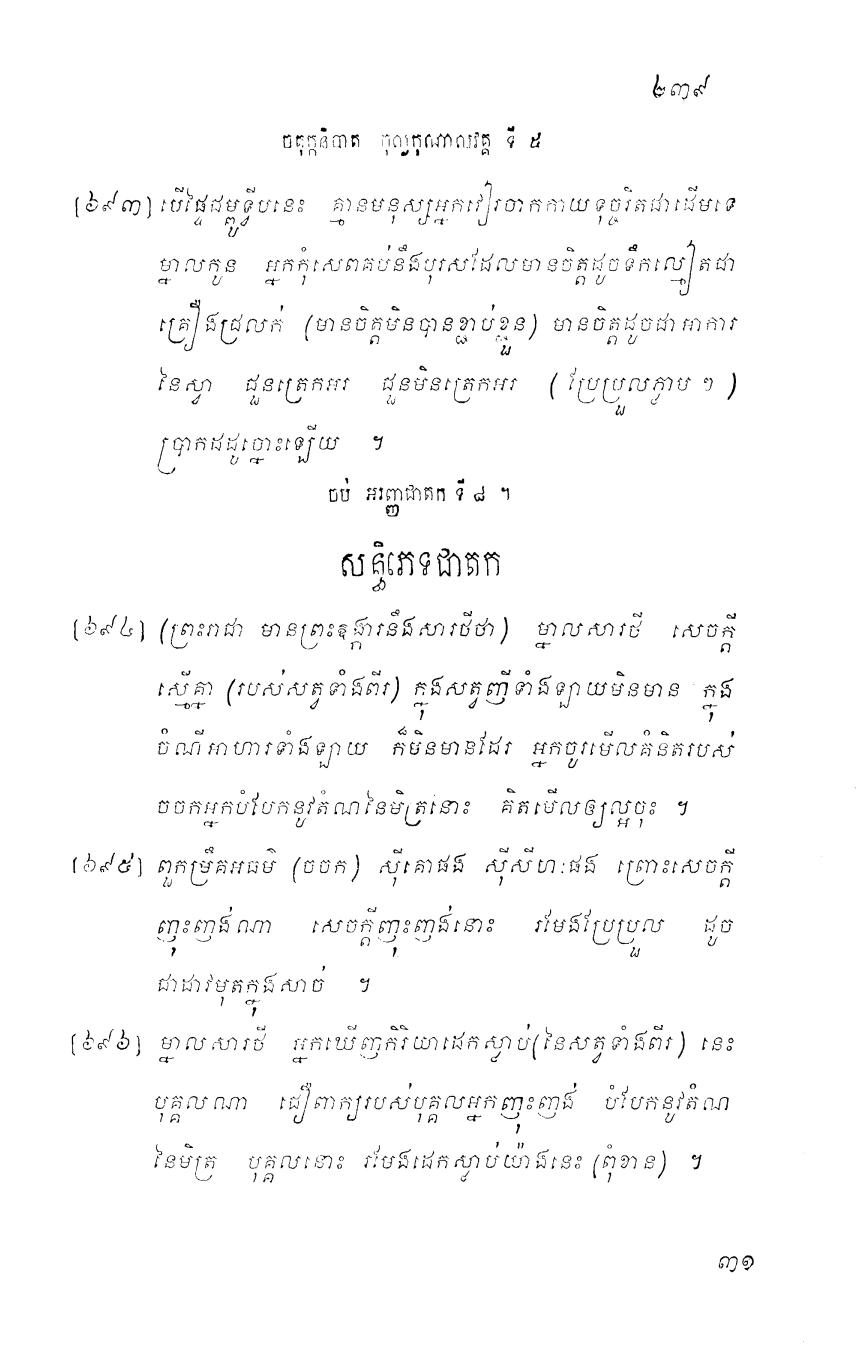 ២៣៩
ចតុក្កនិបាត កុល្ខកុណាលវគ្គ ទី ៥
[៦៩៣] បើផ្ទៃជម្ពូទ្វីបនេះ គ្មានមនុស្សអ្នកវៀរចាកកាយទុច្ចរិតជាដើមទេ
ម្នាលកូន អ្នកកុំសេពគប់នឹងបុរសដែលមានចិត្តដូចទឹកល្មៀតជា
គ្រឿងជ្រលក់ (មានចិត្តមិនបានខ្ជាប់ខ្ជួន) មានចិត្តដូចជាអាការ
នៃស្វា ជួនត្រេកអរ ជួនមិនត្រេកអរ (ប្រែប្រួលភ្ងាប ៗ)
ប្រាកដដូច្នោះឡើយ ។
ចប់ អរញ្ញជាតក ទី ៨ ។
សន្ធិភេទជាតក
[៦៩៤] (ព្រះរាជា មានព្រះឱង្ការនឹងសារថីថា) ម្នាលសារថី សេចក្តី
ស្មើគ្នា (របស់សត្វទាំងពីរ) ក្នុងសត្វញីទាំងឡាយមិនមាន ក្នុង
ចំណីអាហារទាំងឡាយ ក៏មិនមានដែរ អ្នកចូរមើលគំនិតរបស់
ចចកអ្នកបំបែកនូវតំណនៃមិត្រនោះ គិតមើលឲ្យល្អចុះ ។
[៦៩៥] ពួកម្រឹគអធម៌ (ចចក) ស៊ីគោផង ស៊ីសីហៈផង ព្រោះសេចក្តី
ញុះញង់ណា សេចក្តីញុះញង់នោះ រមែងប្រែប្រួល ដូច
ជាដាវមុតក្នុងសាច់ ។
[៦៩៦] ម្នាលសារថី អ្នកឃើញកិរិយាដេកស្ងាប់(នៃសត្វទាំងពីរ) នេះ
បុគ្គលណា ជឿពាក្យរបស់បុគ្គលអ្នកញុះញង់ បំបែកនូវតំណ
នៃមិត្រ បុគ្គលនោះ រមែងដេកស្ងាប់យ៉ាងនេះ (ពុំខាន) ។
៣១